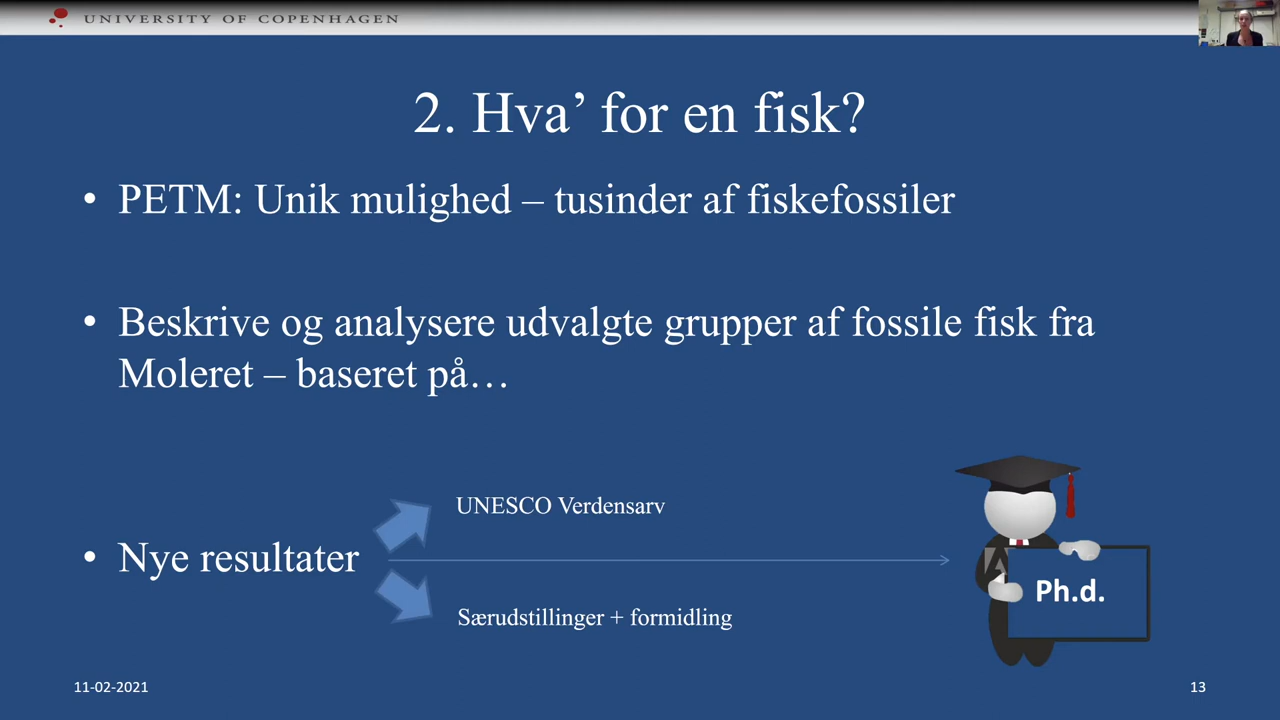 UNIVERSITY OF COPENHAGEN
2. Hva’ for en fisk?
• PETM: Unik mulighed – tusinder af fiskefossiler
• Beskrive og analysere udvalgte grupper af fossile fisk fra
Moleret – baseret på…
UNESCO Verdensarv
• Nye resultater
Ph.d.
Særudstillinger + formidling
11-02-2021
13